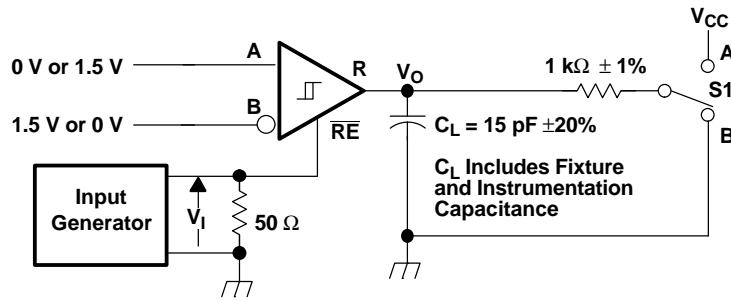 VCC
A
0 V or 1.5 V
A
R
VO
1 kΩ ± 1%
S1
B
1.5 V or 0 V
RE
CL = 15 pF ±20%
B
CL Includes Fixture
and Instrumentation
Capacitance
Input
Generator
VI
50 Ω